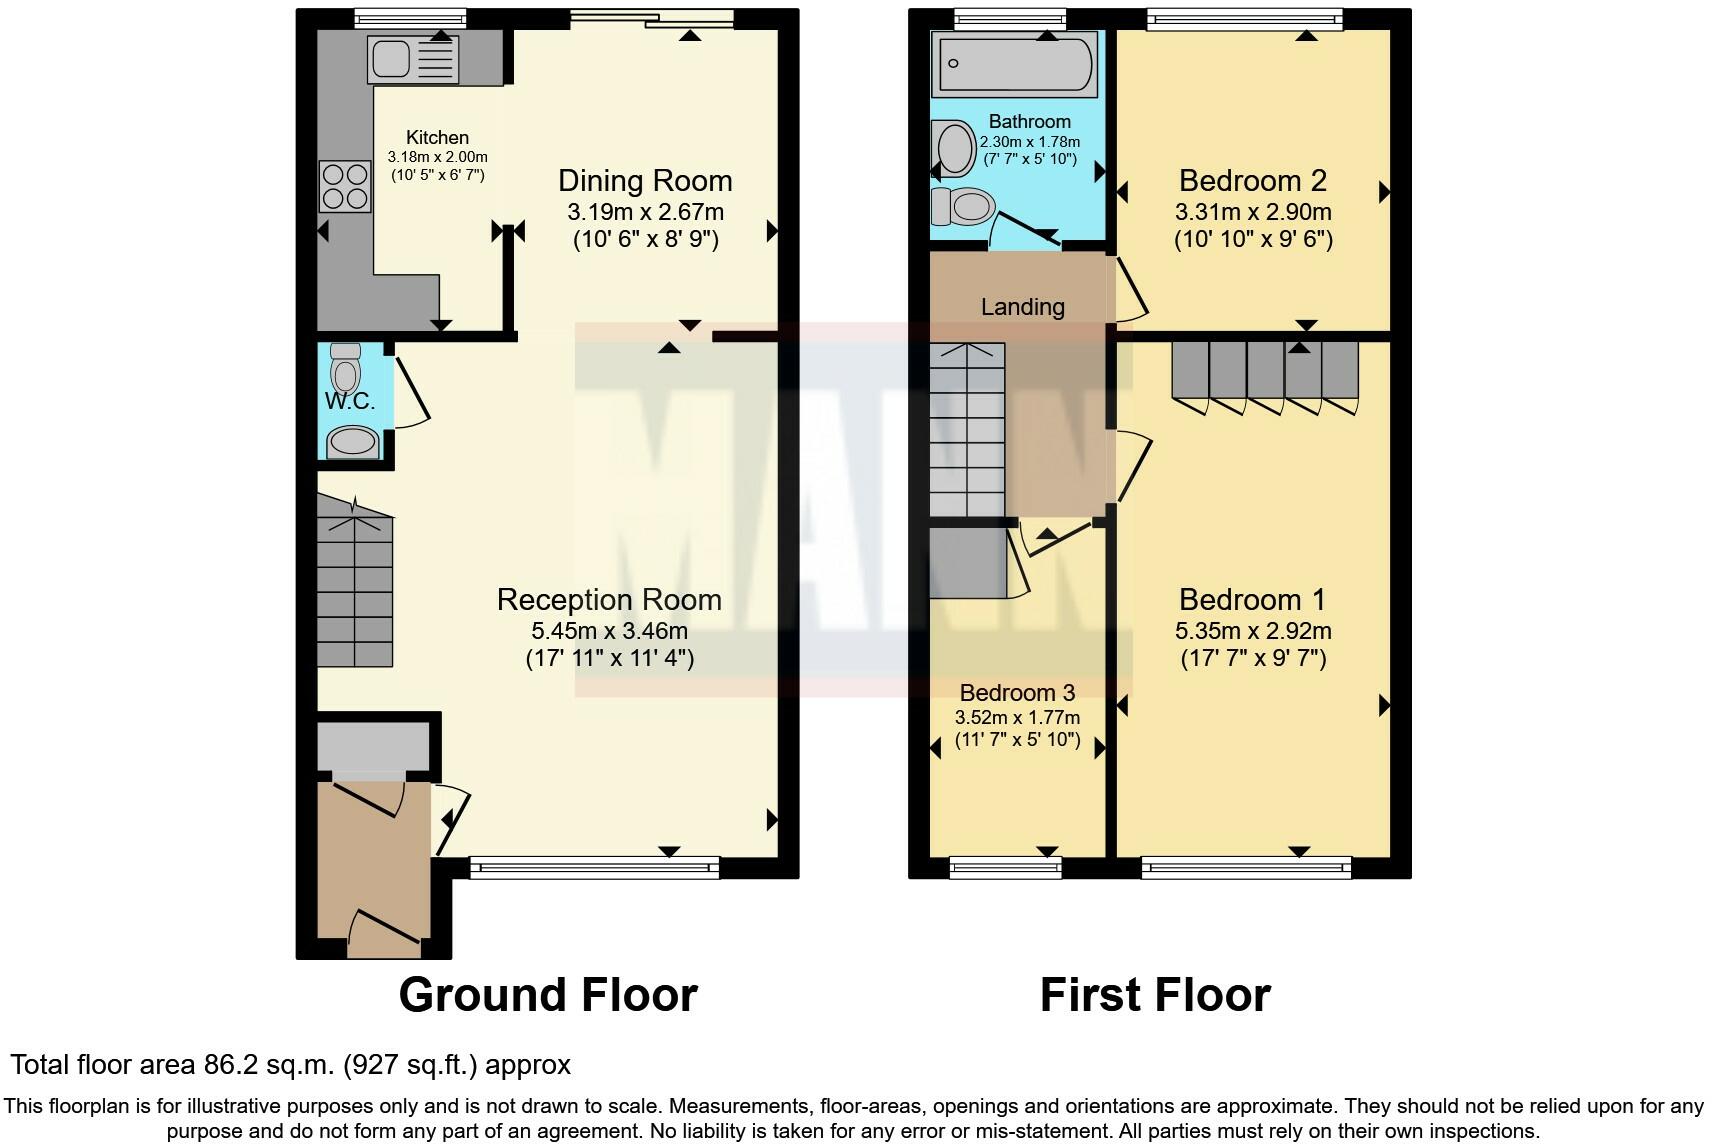 Kitchen
3.18m x 2.00m
(10' 5" x 6' 7")
Dining Room
3.19m x 2.67m
(10' 6" x 8' 9")
W.C.
Reception Room
5.45m x 3.46m
(17' 11" x 11' 4")
Bathroom
2.30m x 1.78m
(7' 7" x 5' 10")
Bedroom 2
3.31m x 2.90m
(10' 10" x 9' 6")
Landing
Bedroom 1
5.35m x 2.92m
(17' 7" x 9' 7")
Bedroom 3
3.52m x 1.77m
(11' 7" x 5' 10")
MANN
Ground Floor
First Floor
Total floor area 86.2 sq.m. (927 sq.ft.) approx
This floorplan is for illustrative purposes only and is not drawn to scale. Measurements, floor-areas, openings and orientations are approximate. They should not be relied upon for any
purpose and do not form any part of an agreement. No liability is taken for any error or mis-statement. All parties must rely on their own inspections.